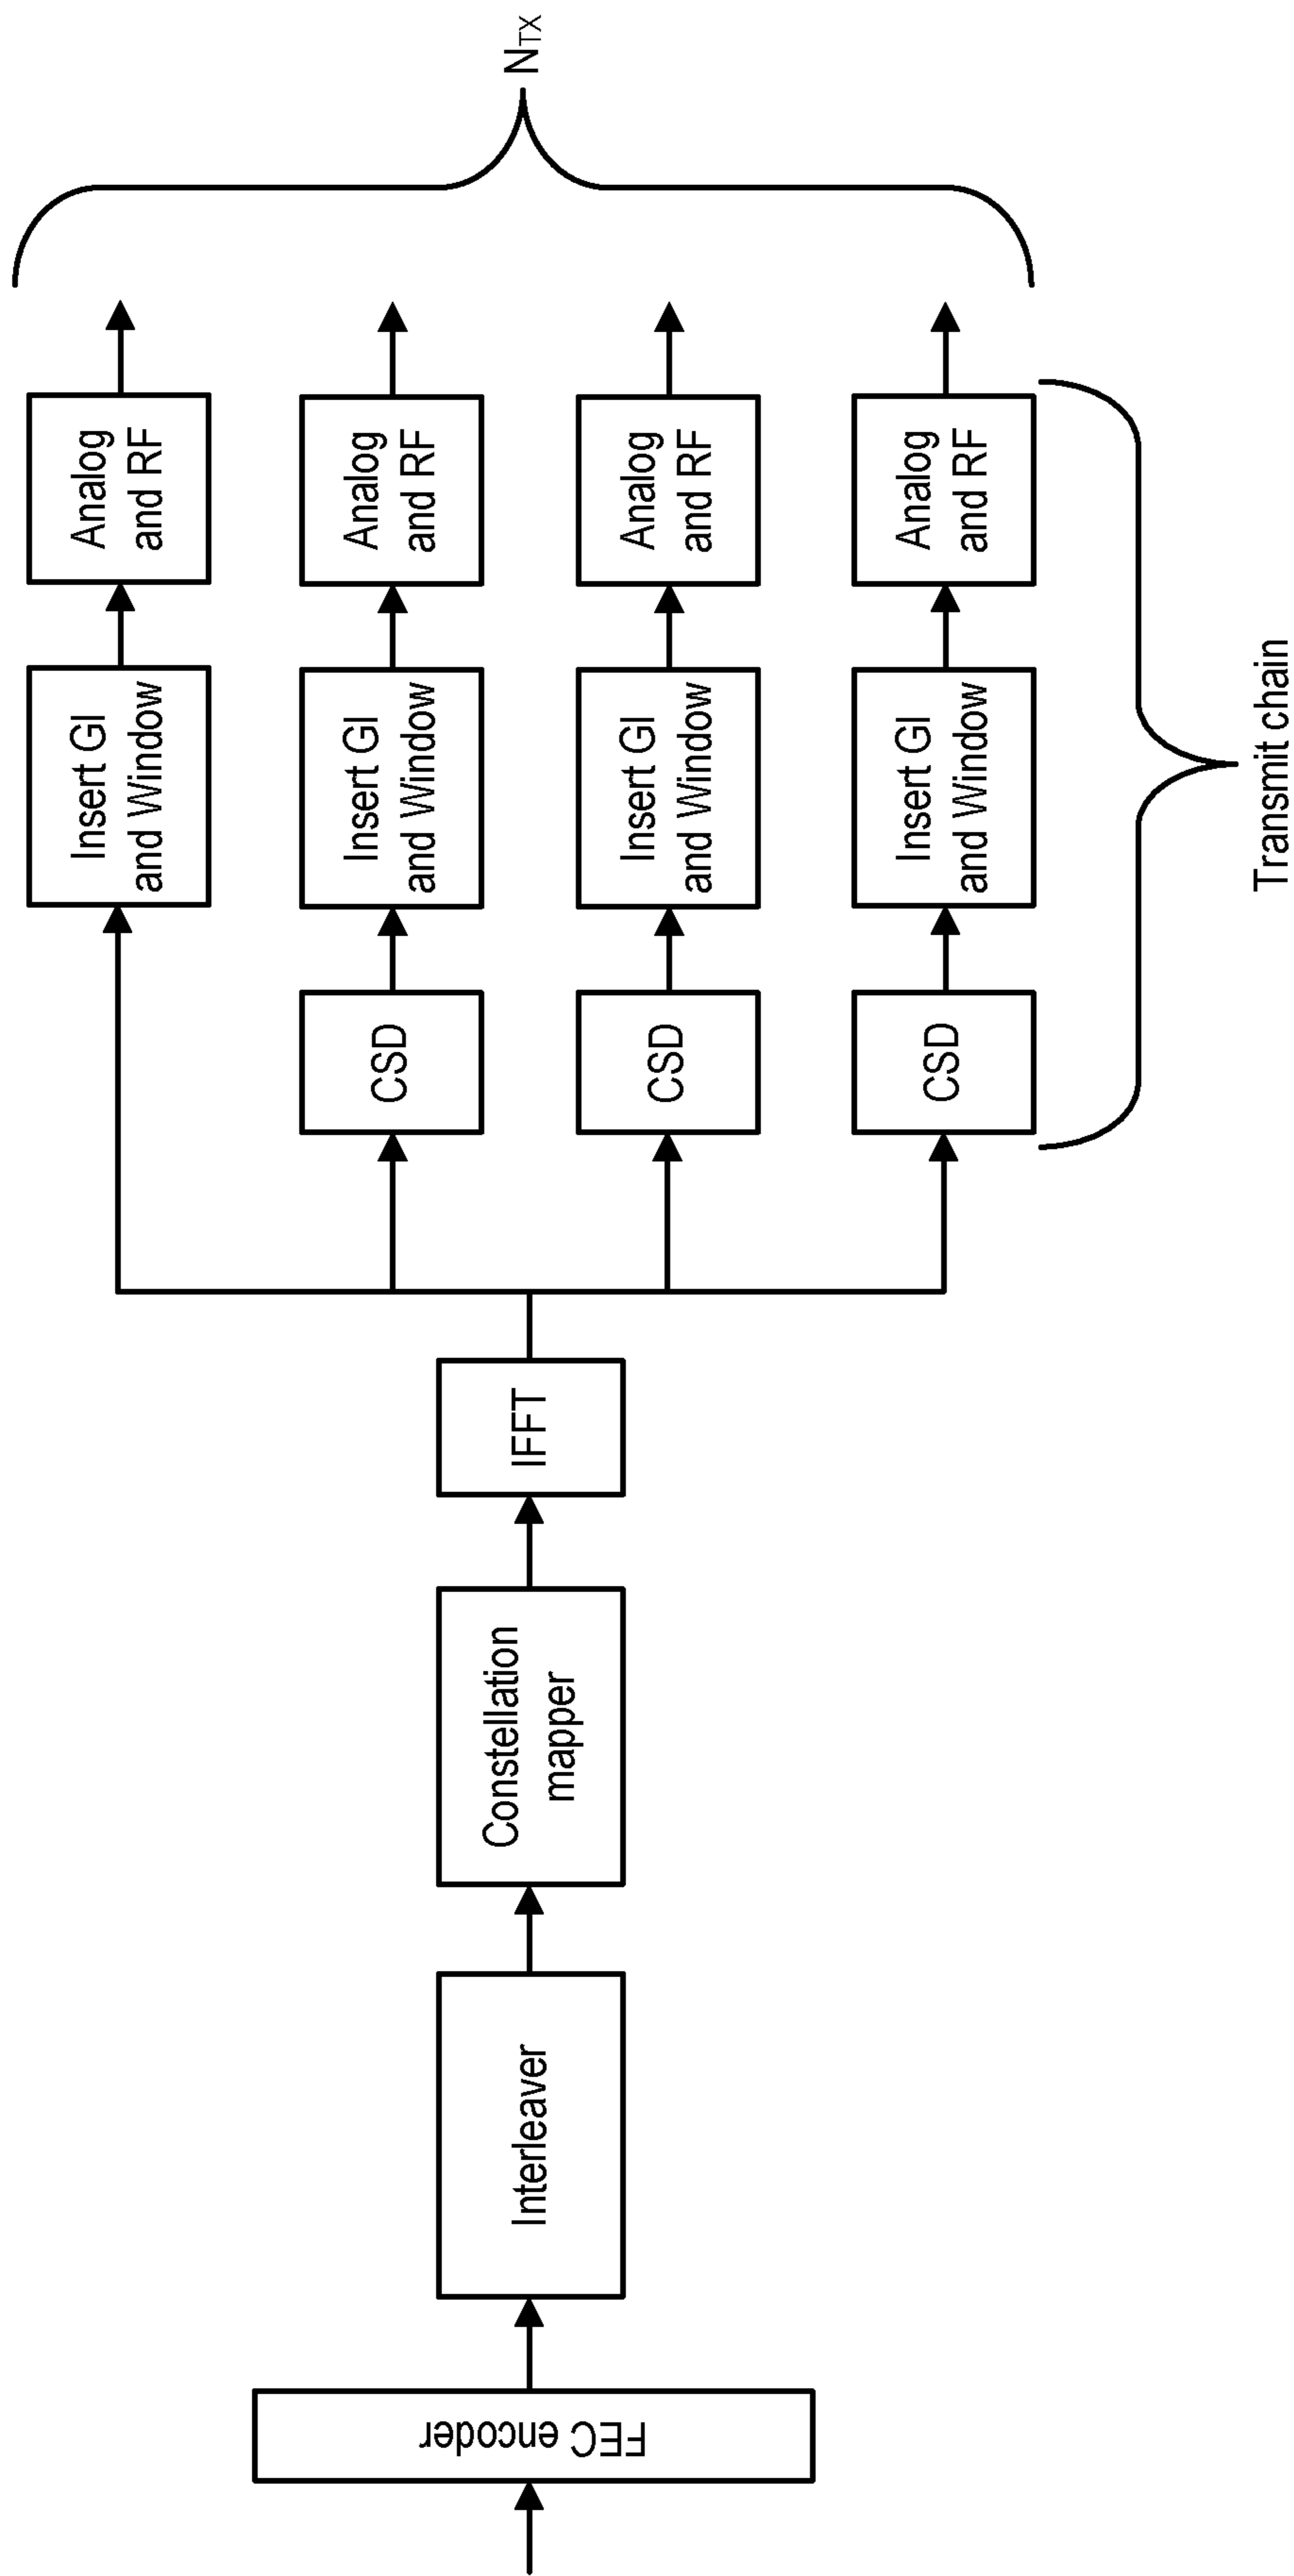 FEC encoder
Interleaver
Constellation
mapper
IFFT
Insert GI
and Window
Analog
and RF
CSD
Insert GI
and Window
Analog
and RF
CSD
Insert GI
and Window
Analog
and RF
CSD
Insert GI
and Window
Analog
and RF
NTX
Transmit chain